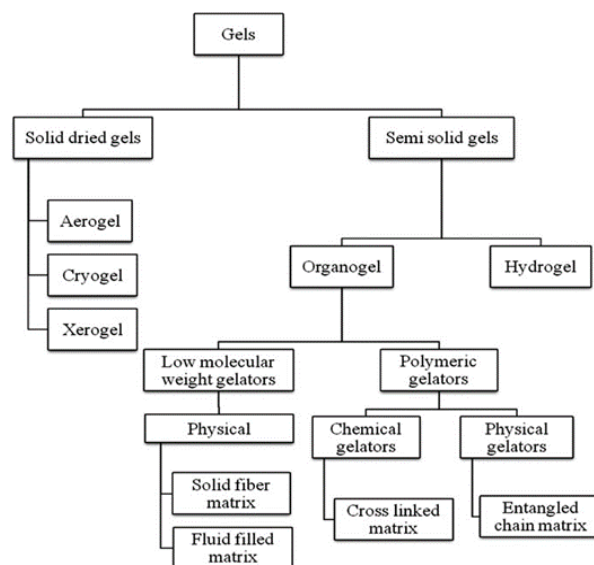 Gels
Solid dried gels
Semi solid gels
Aerogel
Cryogel
Xerogel
Organogel
Hydrogel
Low molecular
weight gelators
Polymeric
gelators
Physical
Chemical
gelators
Physical
gelators
Solid fiber
matrix
Fluid filled
matrix
Cross linked
matrix
Entangled
chain matrix